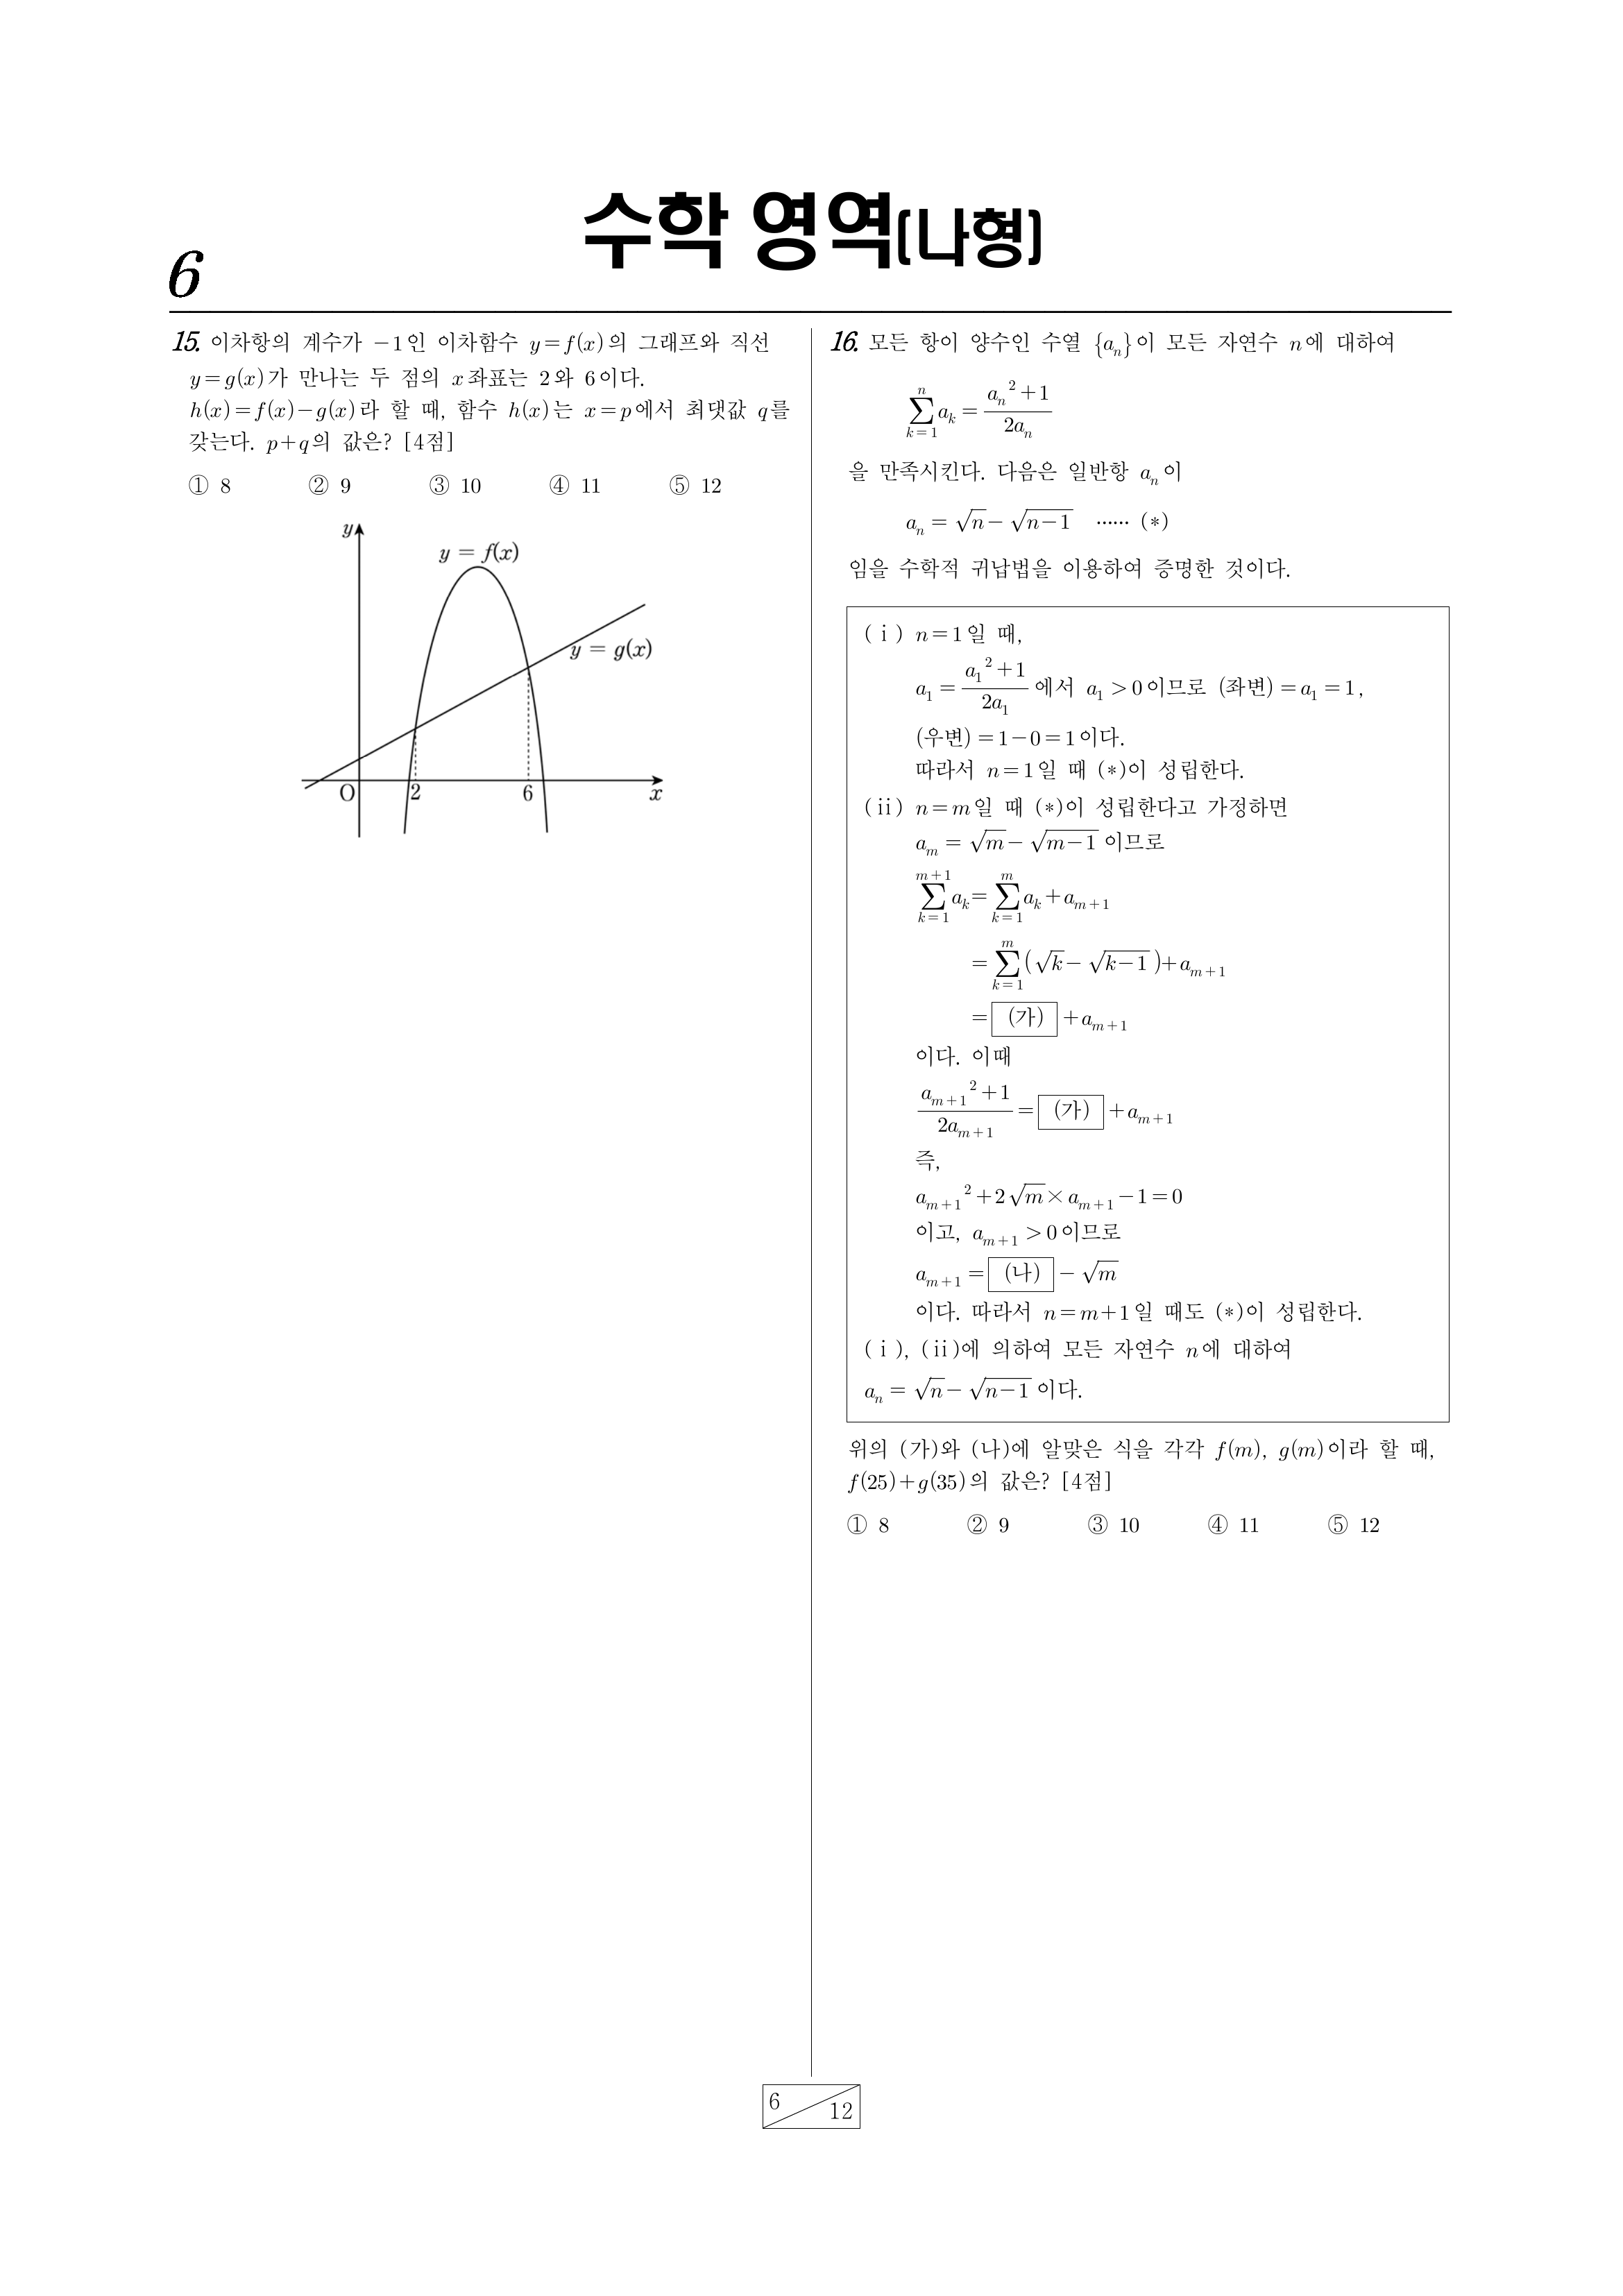 수학 영역(나형)
6
15. 이차항의 계수가 −1인 이차함수 y=f(x)의 그래프와 직선
y=g(x)가 만나는 두 점의 x좌표는 2와 6이다.
h(x)=f(x)−g(x)라 할 때, 함수 h(x)는 x=p에서 최댓값 q를
갖는다. p+q의 값은? [4점]
① 8 ② 9 ③ 10 ④ 11 ⑤ 12
y
y = f(x)
y = g(x)
O 2 6 x
16. 모든 항이 양수인 수열 {a_n}이 모든 자연수 n에 대하여
\sum_{k=1}^{n} a_k = \frac{a_n^2+1}{2a_n}
을 만족시킨다. 다음은 일반항 a_n이
a_n = √n − √(n−1) …… (∗)
임을 수학적 귀납법을 이용하여 증명한 것이다.
(ⅰ) n=1일 때,
a_1 = \frac{a_1^2+1}{2a_1} 에서 a_1 > 0이므로 (좌변)=a_1=1,
(우변)=1−0=1이다.
따라서 n=1일 때 (∗)이 성립한다.
(ⅱ) n=m일 때 (∗)이 성립한다고 가정하면
a_m = √m − √(m−1) 이므로
\sum_{k=1}^{m+1} a_k = \sum_{k=1}^{m} a_k + a_{m+1}
= \sum_{k=1}^{m} (√k − √(k−1)) + a_{m+1}
= (가) + a_{m+1}
이다. 이때
\frac{a_{m+1}^2+1}{2a_{m+1}} = (가) + a_{m+1}
즉,
a_{m+1}^2 + 2√m × a_{m+1} − 1 = 0
이고, a_{m+1} > 0이므로
a_{m+1} = (나) − √m
이다. 따라서 n=m+1일 때도 (∗)이 성립한다.
(ⅰ), (ⅱ)에 의하여 모든 자연수 n에 대하여
a_n = √n − √(n−1) 이다.
위의 (가)와 (나)에 알맞은 식을 각각 f(m), g(m)이라 할 때,
f(25)+g(35)의 값은? [4점]
① 8 ② 9 ③ 10 ④ 11 ⑤ 12
6 12